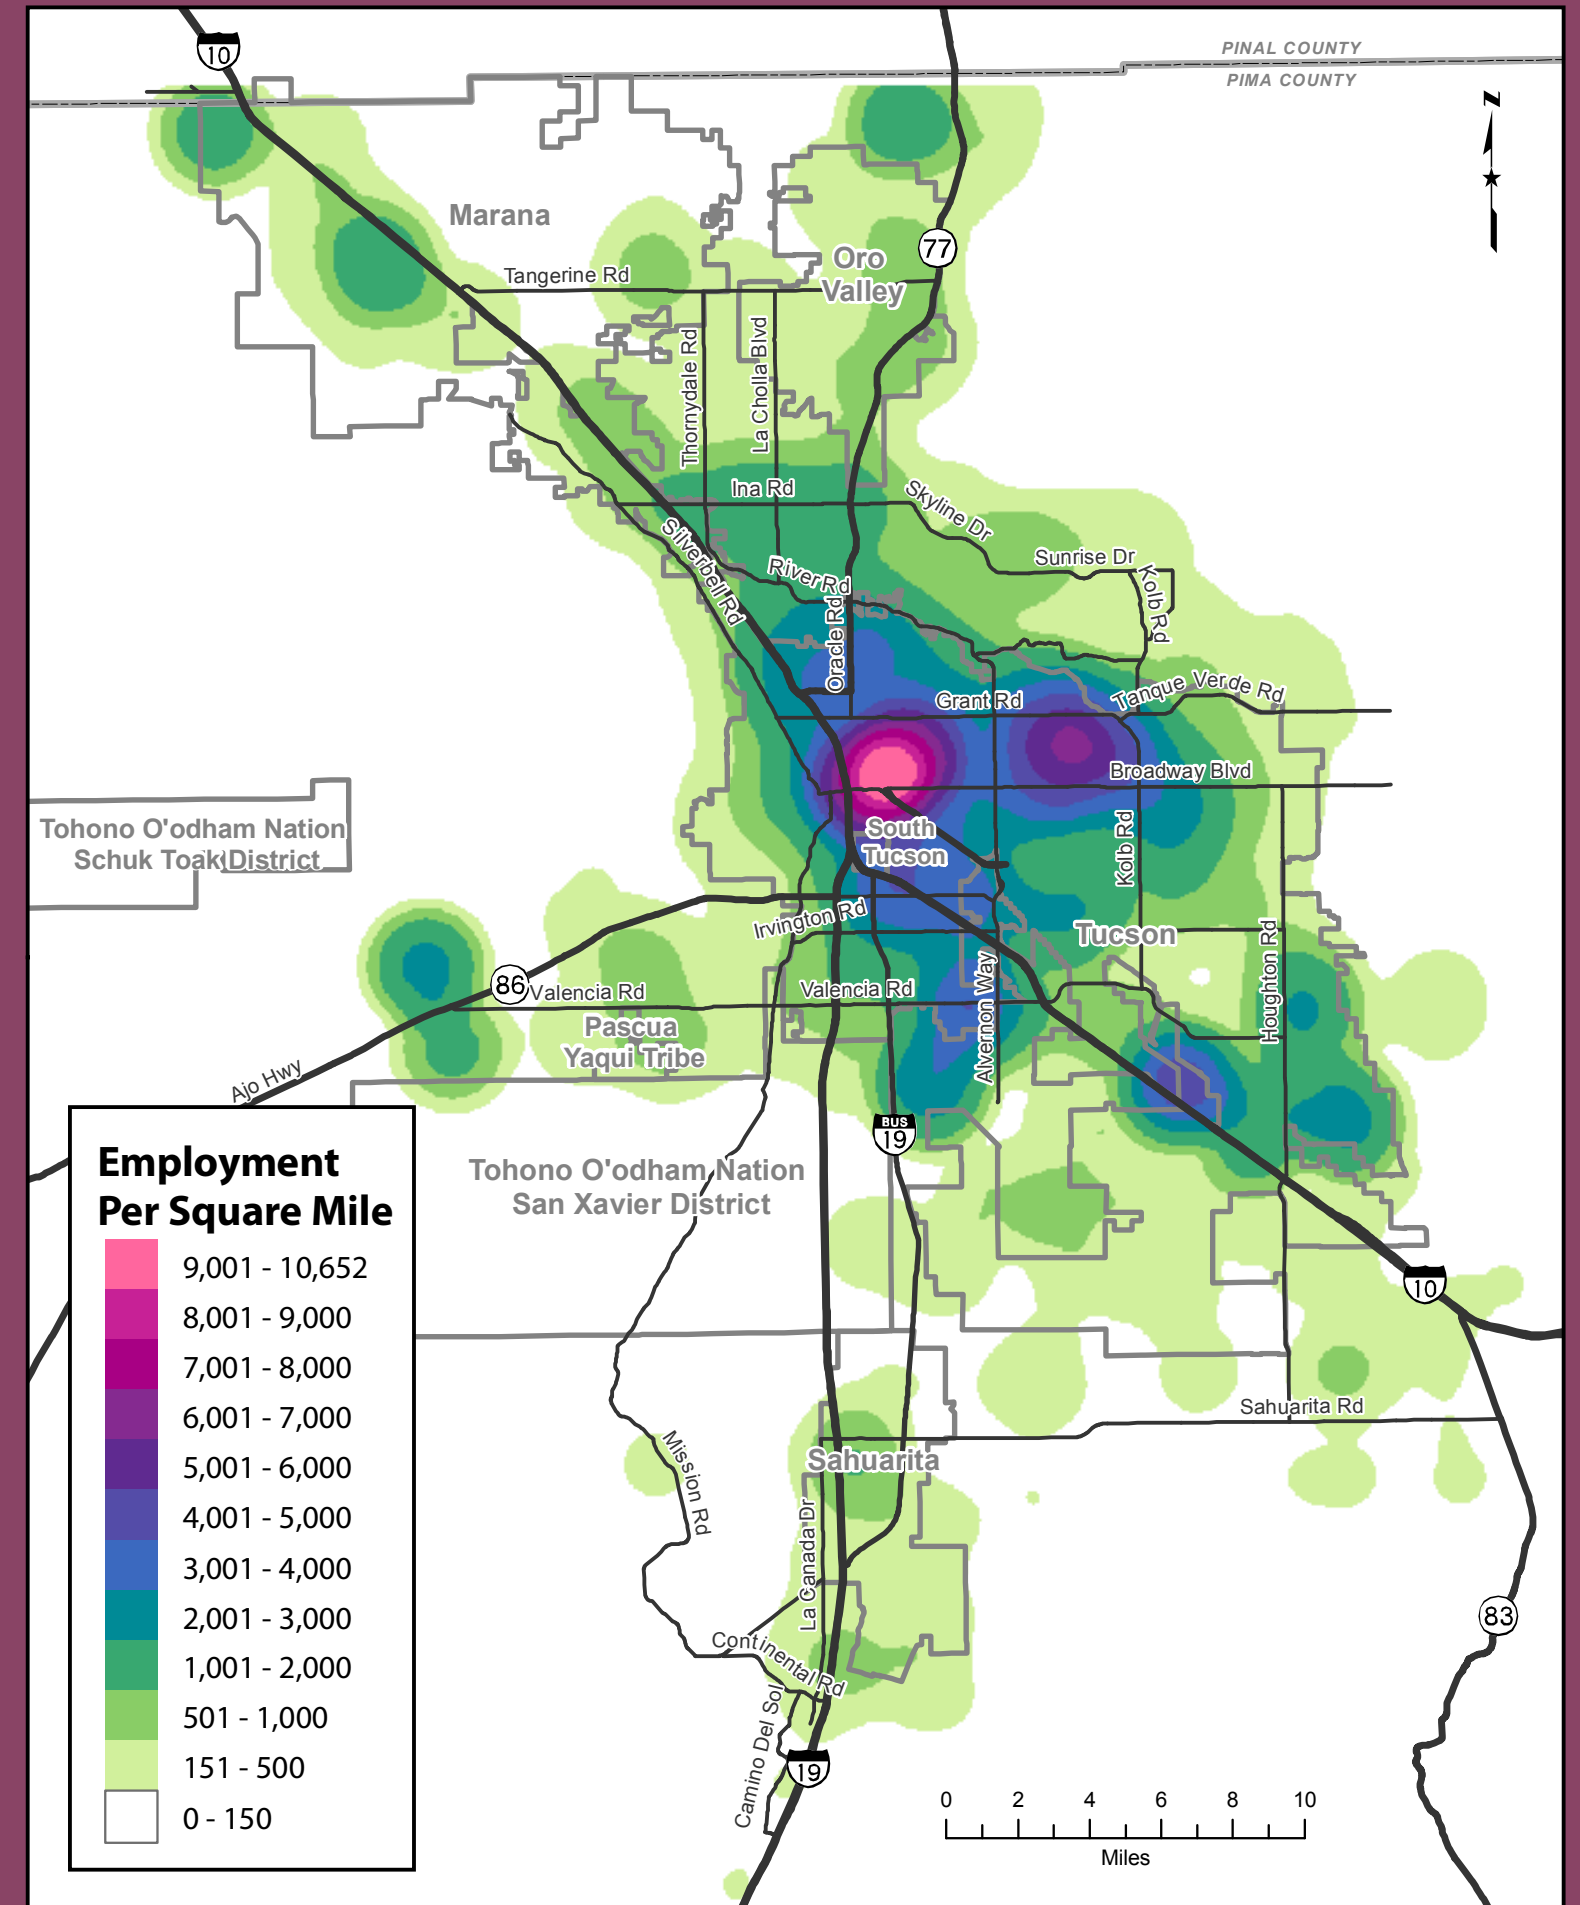 10
PINAL COUNTY
PIMA COUNTY
N
Marana
77
Oro
Valley
Tangerine Rd
Thornydale Rd
La Cholla Blvd
Ina Rd
Skyline Dr
Silverbell Rd
River Rd
Sunrise Dr
Kolb Rd
Oracle Rd
Grant Rd
Tanque Verde Rd
Broadway Blvd
Tohono O'odham Nation
Schuk Toak District
South
Tucson
Kolb Rd
Irvington Rd
Tucson
Houghton Rd
86
Valencia Rd
Valencia Rd
Alvernon Way
Pascua
Yaqui Tribe
Ajo Hwy
BUS
19
Tohono O'odham Nation
San Xavier District
10
Employment
Per Square Mile
9,001 - 10,652
8,001 - 9,000
7,001 - 8,000
6,001 - 7,000
5,001 - 6,000
4,001 - 5,000
3,001 - 4,000
2,001 - 3,000
1,001 - 2,000
501 - 1,000
151 - 500
0 - 150
Sahuarita Rd
Mission Rd
Sahuarita
La Canada Dr
83
Continental Rd
Camino Del Sol
19
0 2 4 6 8 10
Miles